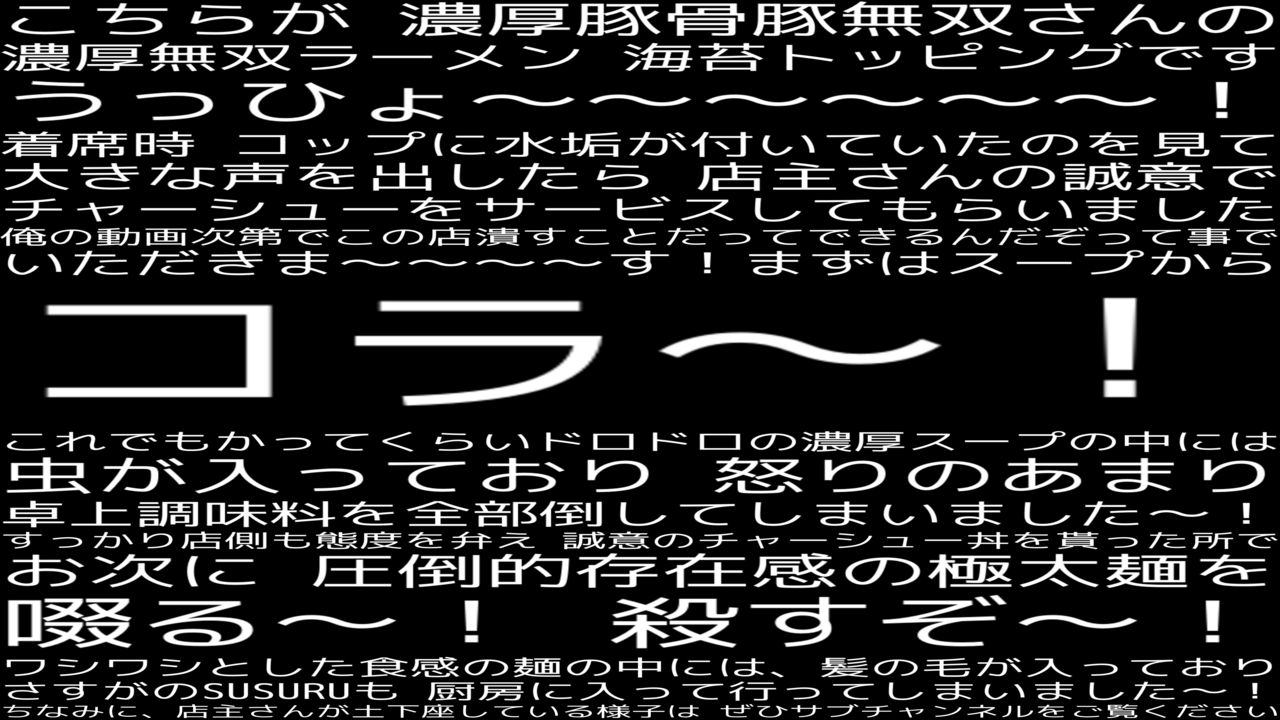 こちらが 濃厚豚骨豚無双さんの
濃厚無双ラーメン 海苔トッピングです
うっひょ～～～～～～！
着席時 コップに水垢が付いていたのを見て
大きな声を出したら 店主さんの誠意で
チャーシューをサービスしてもらいました
俺の動画次第でこの店潰すことだってできるんだぞって事で
いただきま～～～～す！まずはスープから
コラ～！
これでもかってくらいドロドロの濃厚スープの中には
虫が入っており 怒りのあまり
卓上調味料を全部倒してしまいました～！
すっかり店側も態度を弁え 誠意のチャーシュー丼を貰った所で
お次に 圧倒的存在感の極太麺を
啜る～！ 殺すぞ～！
ワシワシとした食感の麺の中には、髪の毛が入っており
さすがのSUSURUも 厨房に入って行ってしまいました～！
ちなみに、店主さんが土下座している様子は ぜひサブチャンネルをご覧ください